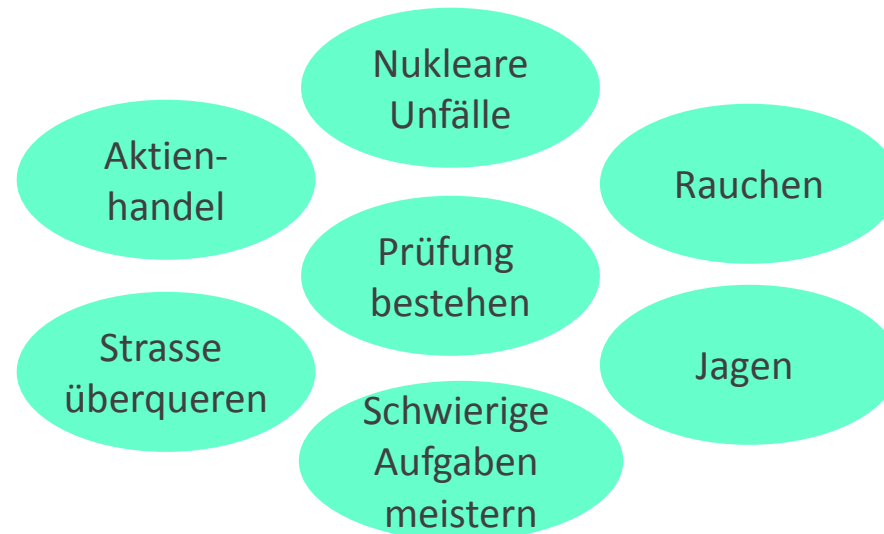 Nukleare
Unfälle
Aktien-
handel
Rauchen
Prüfung
bestehen
Strasse
überqueren
Jagen
Schwierige
Aufgaben
meistern